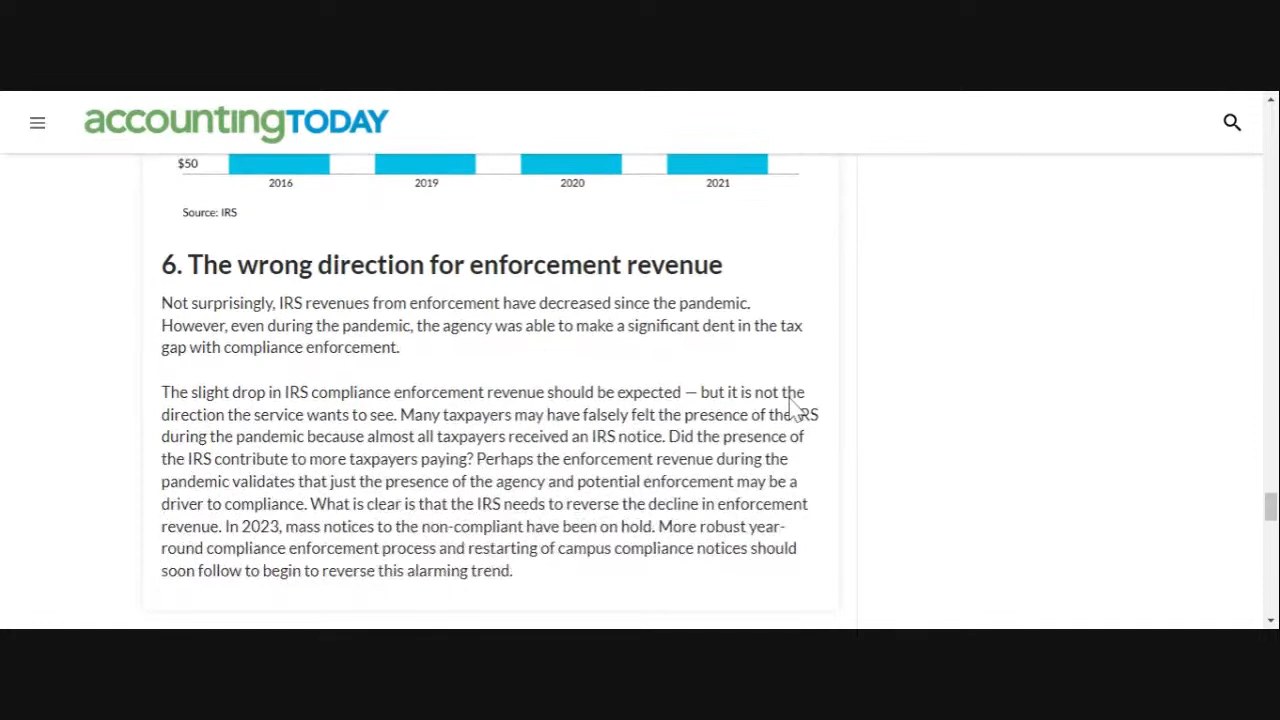 accountingTODAY
$50
2016 2019 2020 2021
Source: IRS
6. The wrong direction for enforcement revenue
Not surprisingly, IRS revenues from enforcement have decreased since the pandemic.
However, even during the pandemic, the agency was able to make a significant dent in the tax
gap with compliance enforcement.
The slight drop in IRS compliance enforcement revenue should be expected — but it is not the
direction the service wants to see. Many taxpayers may have falsely felt the presence of the IRS
during the pandemic because almost all taxpayers received an IRS notice. Did the presence of
the IRS contribute to more taxpayers paying? Perhaps the enforcement revenue during the
pandemic validates that just the presence of the agency and potential enforcement may be a
driver to compliance. What is clear is that the IRS needs to reverse the decline in enforcement
revenue. In 2023, mass notices to the non-compliant have been on hold. More robust year-
round compliance enforcement process and restarting of campus compliance notices should
soon follow to begin to reverse this alarming trend.